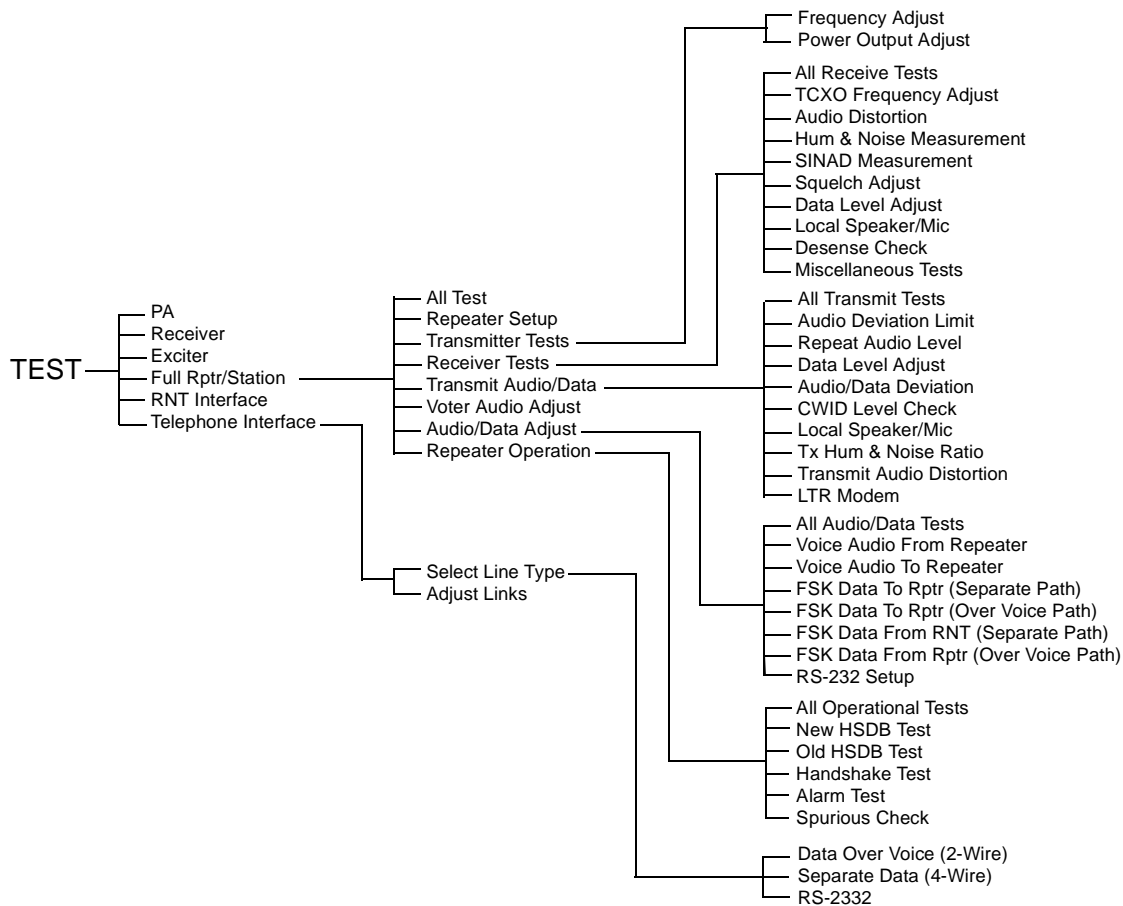 TEST
PA
Receiver
Exciter
Full Rptr/Station
RNT Interface
Telephone Interface
All Test
Repeater Setup
Transmitter Tests
Receiver Tests
Transmit Audio/Data
Voter Audio Adjust
Audio/Data Adjust
Repeater Operation
Select Line Type
Adjust Links
Frequency Adjust
Power Output Adjust
All Receive Tests
TCXO Frequency Adjust
Audio Distortion
Hum & Noise Measurement
SINAD Measurement
Squelch Adjust
Data Level Adjust
Local Speaker/Mic
Desense Check
Miscellaneous Tests
All Transmit Tests
Audio Deviation Limit
Repeat Audio Level
Data Level Adjust
Audio/Data Deviation
CWID Level Check
Local Speaker/Mic
Tx Hum & Noise Ratio
Transmit Audio Distortion
LTR Modem
All Audio/Data Tests
Voice Audio From Repeater
Voice Audio To Repeater
FSK Data To Rptr (Separate Path)
FSK Data To Rptr (Over Voice Path)
FSK Data From RNT (Separate Path)
FSK Data From Rptr (Over Voice Path)
RS-232 Setup
All Operational Tests
New HSDB Test
Old HSDB Test
Handshake Test
Alarm Test
Spurious Check
Data Over Voice (2-Wire)
Separate Data (4-Wire)
RS-2332